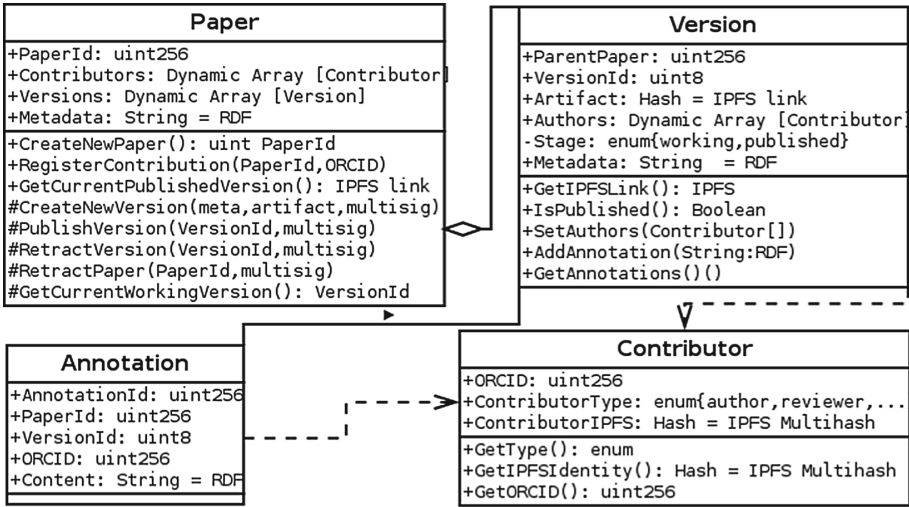 Paper
+PaperId: uint256
+Contributors: Dynamic Array [Contributor]
+Versions: Dynamic Array [Version]
+Metadata: String = RDF
+CreateNewPaper(): uint PaperId
+RegisterContribution(PaperId,ORCID)
+GetCurrentPublishedVersion(): IPFS link
#CreateNewVersion(meta,artifact,multisig)
#PublishVersion(VersionId,multisig)
#RetractVersion(VersionId,multisig)
#RetractPaper(PaperId,multisig)
#GetCurrentWorkingVersion(): VersionId
Version
+ParentPaper: uint256
+VersionId: uint8
+Artifact: Hash = IPFS link
+Authors: Dynamic Array [Contributor]
-Stage: enum{working,published}
+Metadata: String = RDF
+GetIPFSLink(): IPFS
+IsPublished(): Boolean
+SetAuthors(Contributor[])
+AddAnnotation(String:RDF)
+GetAnnotations()()
Annotation
+AnnotationId: uint256
+PaperId: uint256
+VersionId: uint8
+ORCID: uint256
+Content: String = RDF
Contributor
+ORCID: uint256
+ContributorType: enum{author,reviewer,...
+ContributorIPFS: Hash = IPFS Multihash
+GetType(): enum
+GetIPFSIdentity(): Hash = IPFS Multihash
+GetORCID(): uint256